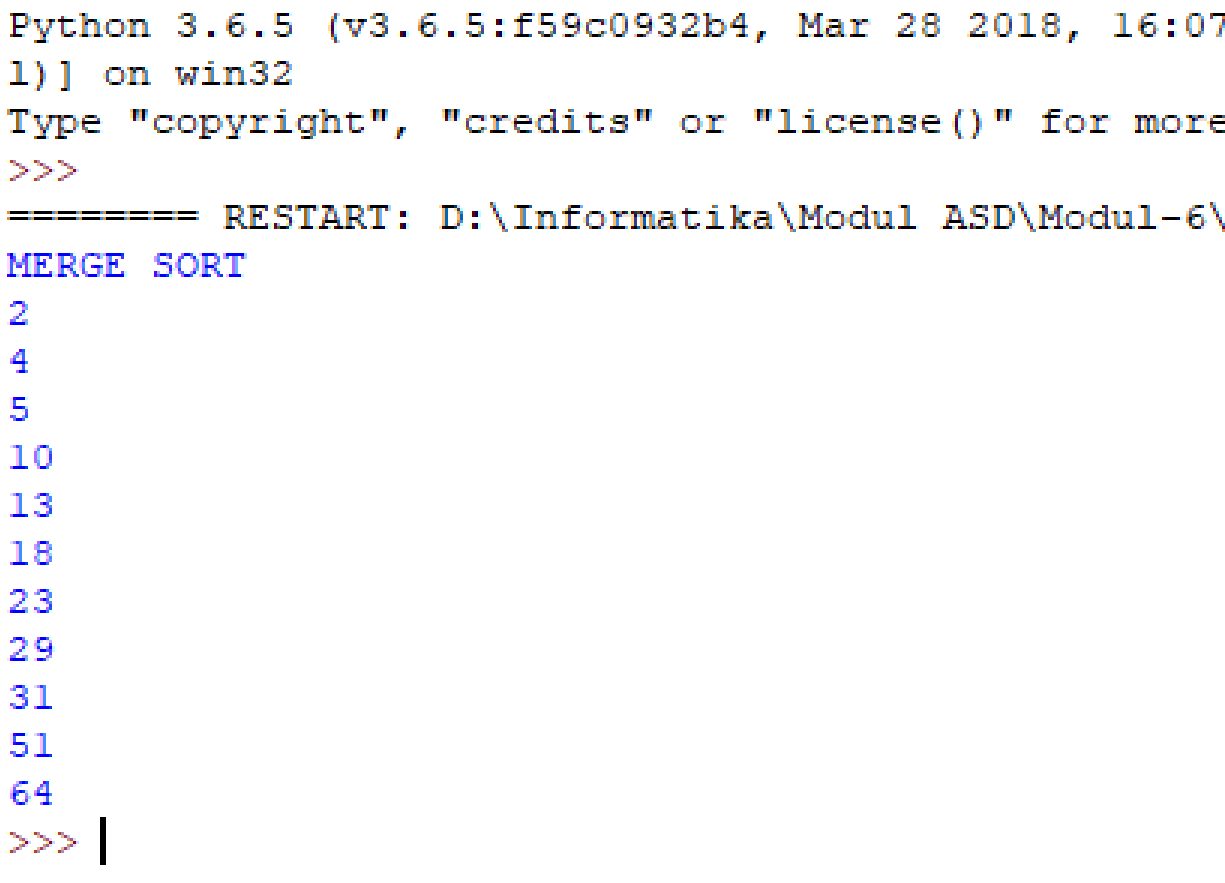 Python 3.6.5 (v3.6.5:f59c0932b4, Mar 28 2018, 16:07
1)] on win32
Type "copyright", "credits" or "license()" for more
>>>
======== RESTART: D:\Informatika\Modul ASD\Modul-6\
MERGE SORT
2
4
5
10
13
18
23
29
31
51
64
>>>